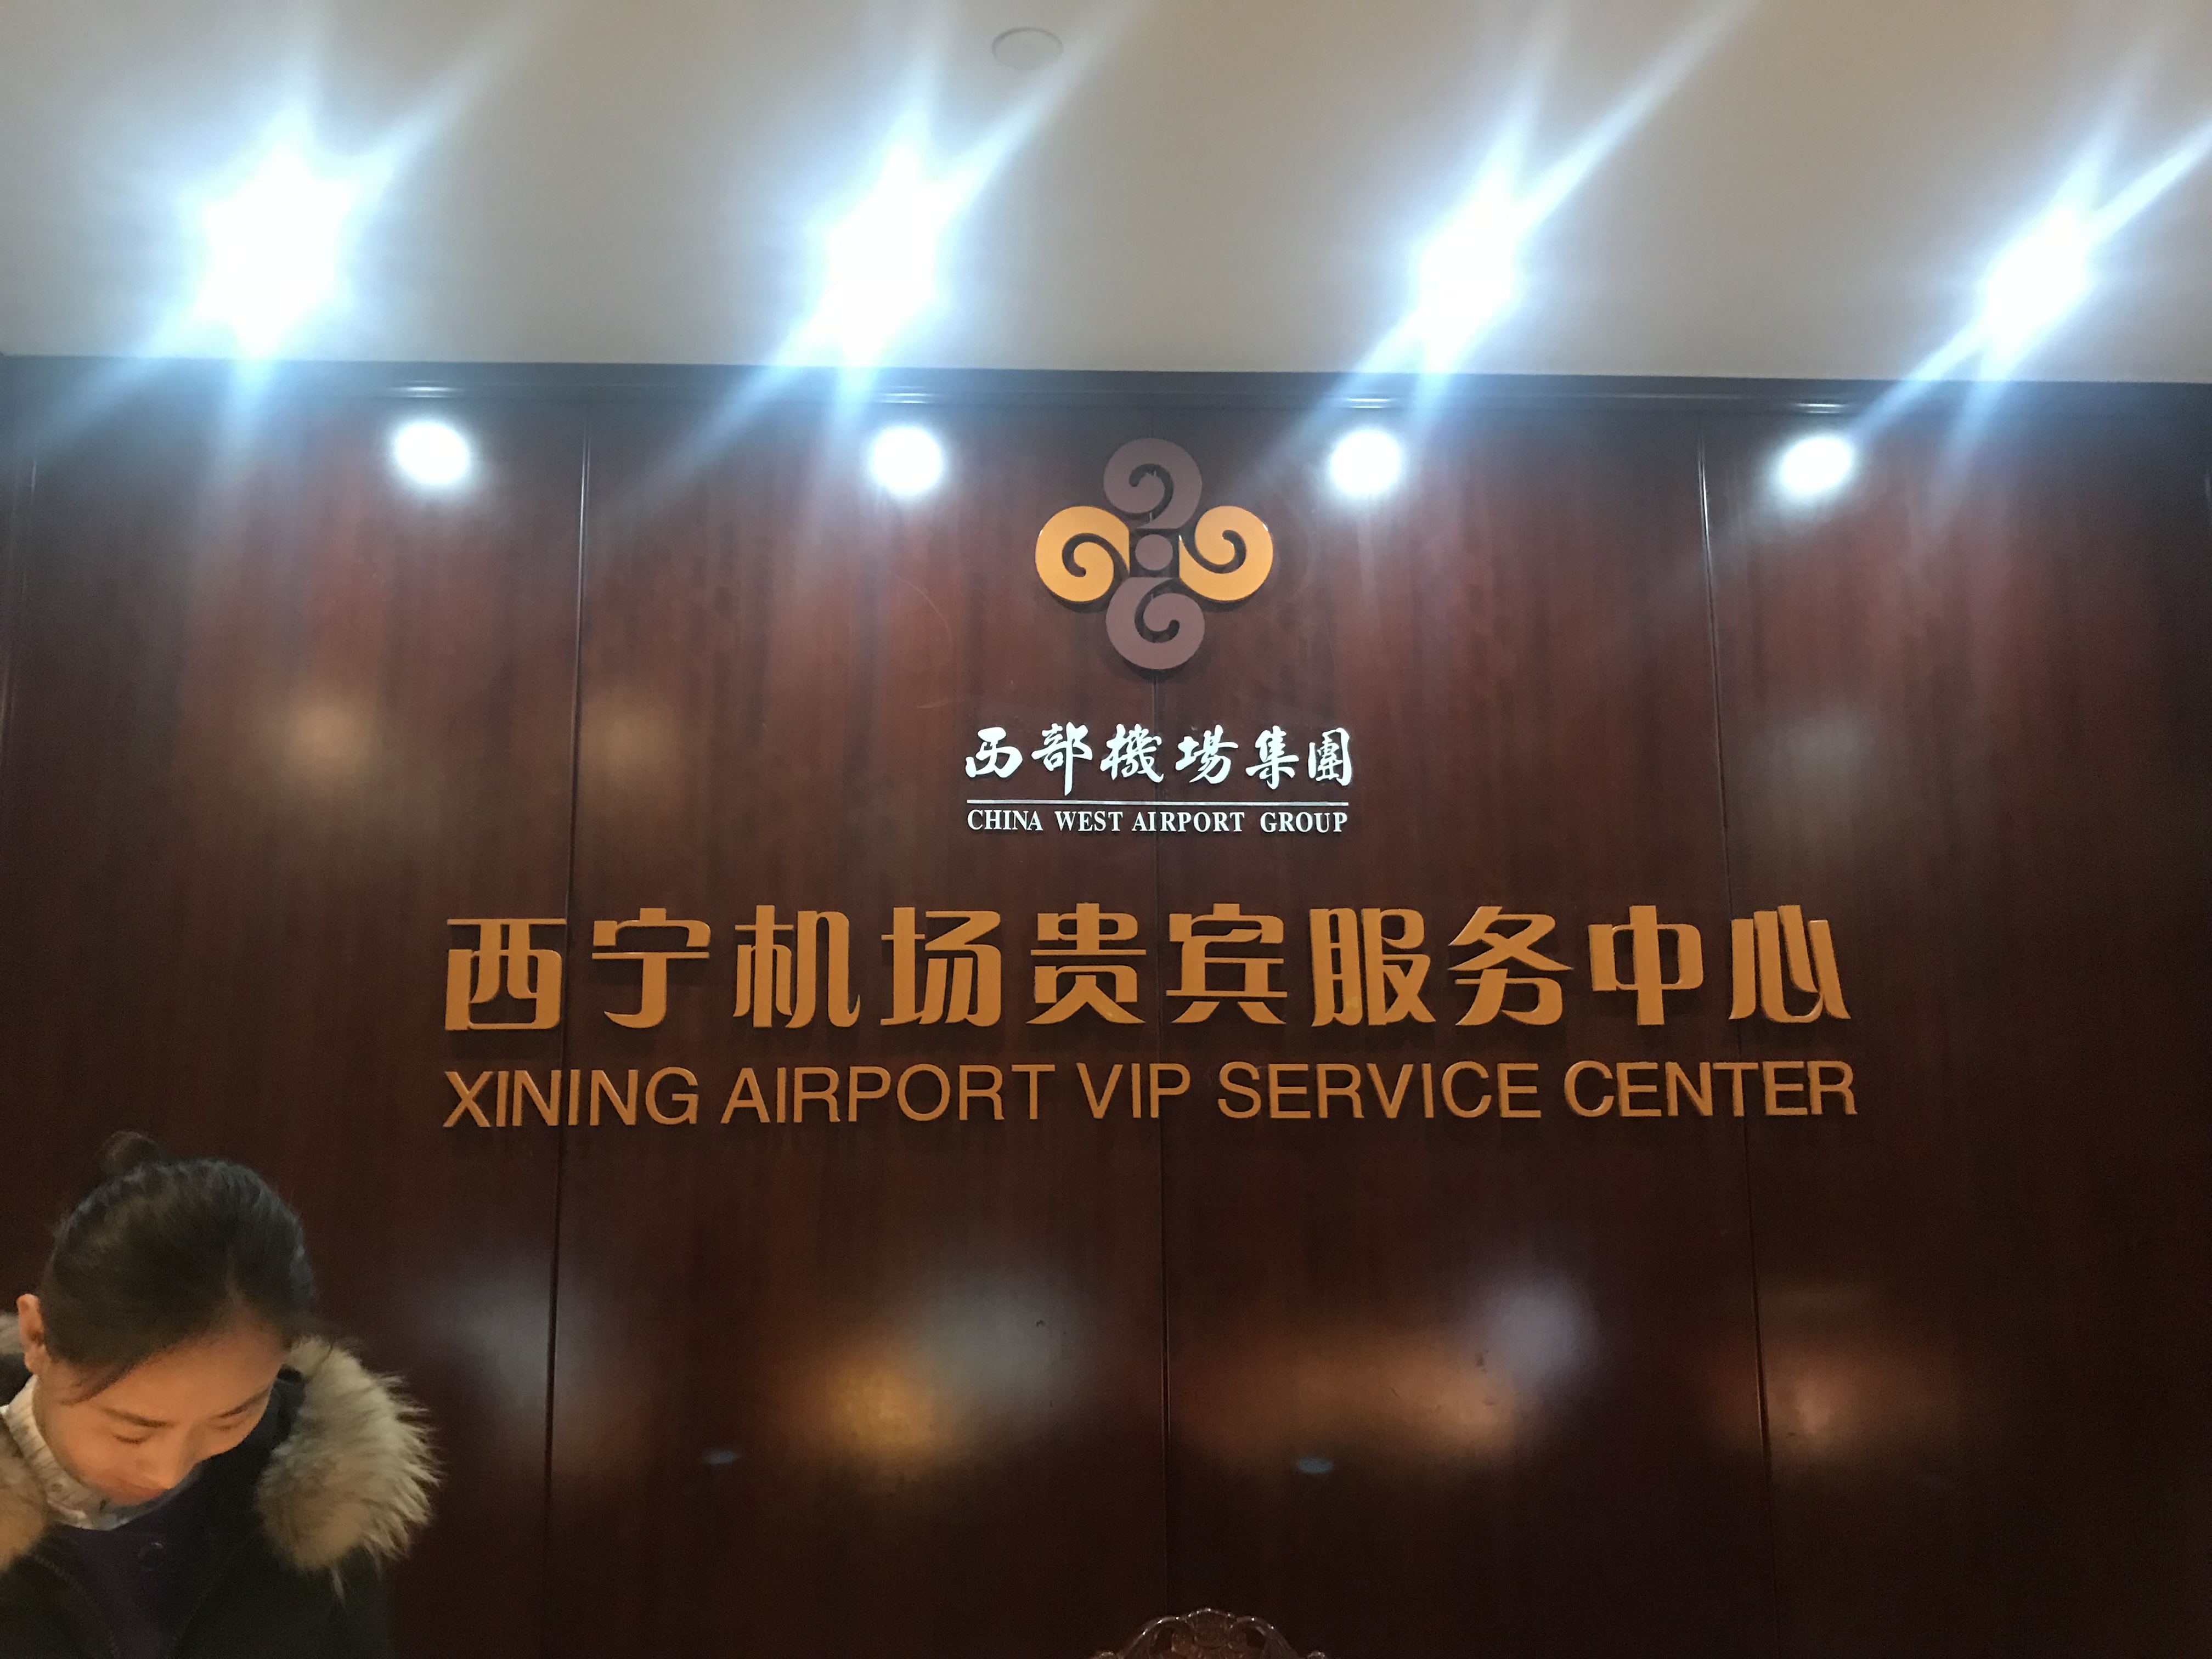 西部機場集團
CHINA WEST AIRPORT GROUP
西宁机场贵宾服务中心
XINING AIRPORT VIP SERVICE CENTER